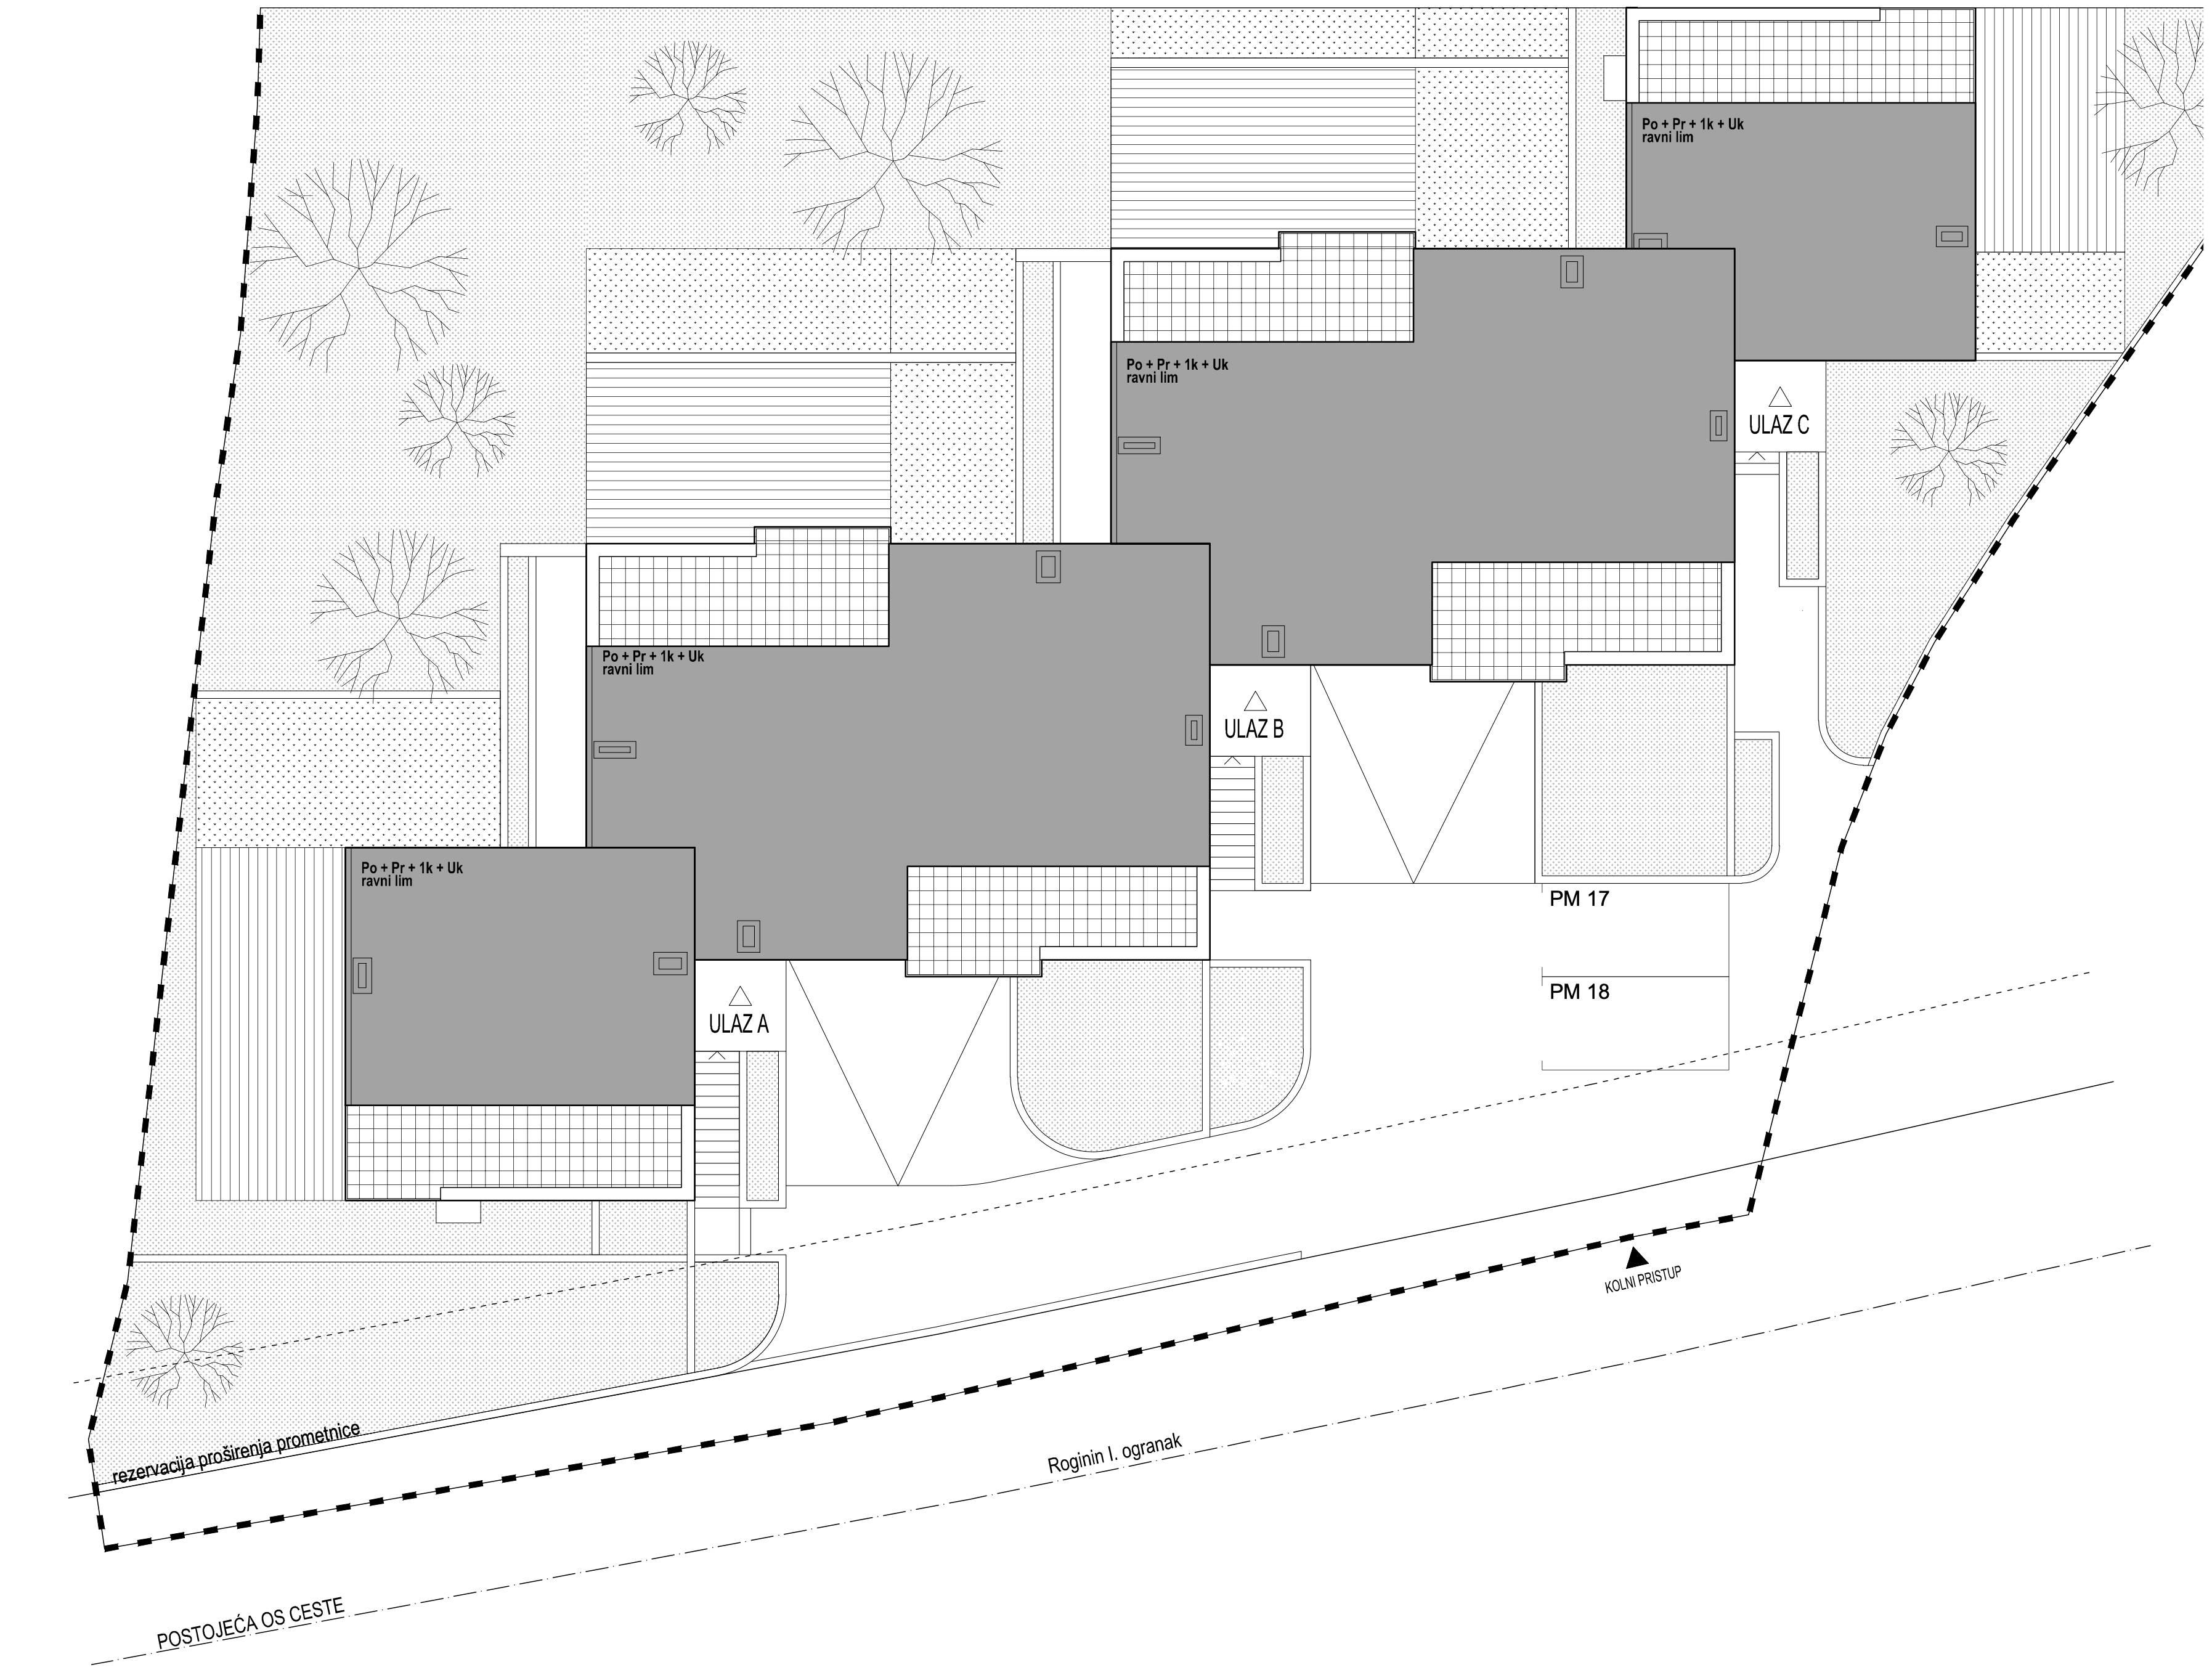 Po + Pr + 1k + Uk
ravni lim
Po + Pr + 1k + Uk
ravni lim
ULAZ C
Po + Pr + 1k + Uk
ravni lim
ULAZ B
Po + Pr + 1k + Uk
ravni lim
PM 17
PM 18
ULAZ A
KOLNI PRISTUP
rezervacija proširenja prometnice
Roginin I. ogranak
POSTOJEĆA OS CESTE